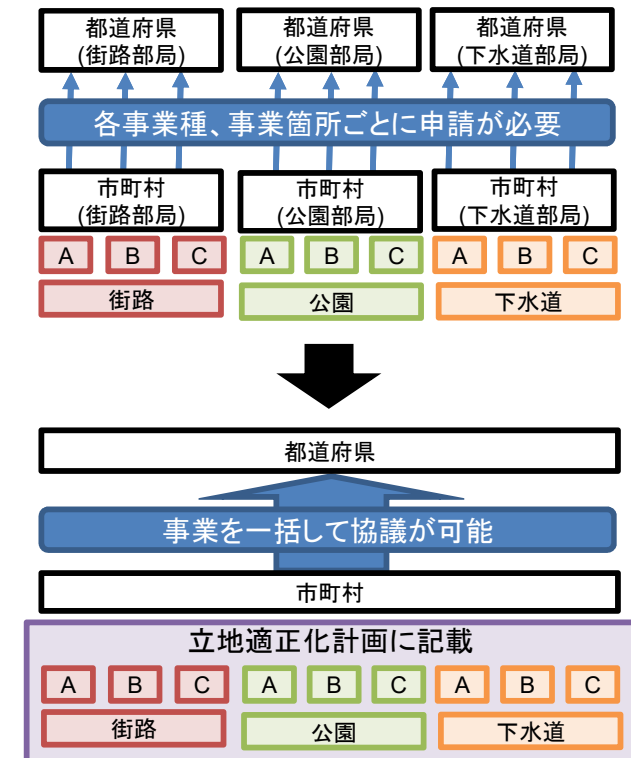 都道府県
(街路部局)
都道府県
(公園部局)
都道府県
(下水道部局)
各事業種、事業箇所ごとに申請が必要
市町村
(街路部局)
市町村
(公園部局)
市町村
(下水道部局)
A B C A B C A B C
街路 公園 下水道
都道府県
事業を一括して協議が可能
市町村
立地適正化計画に記載
A B C A B C A B C
街路 公園 下水道